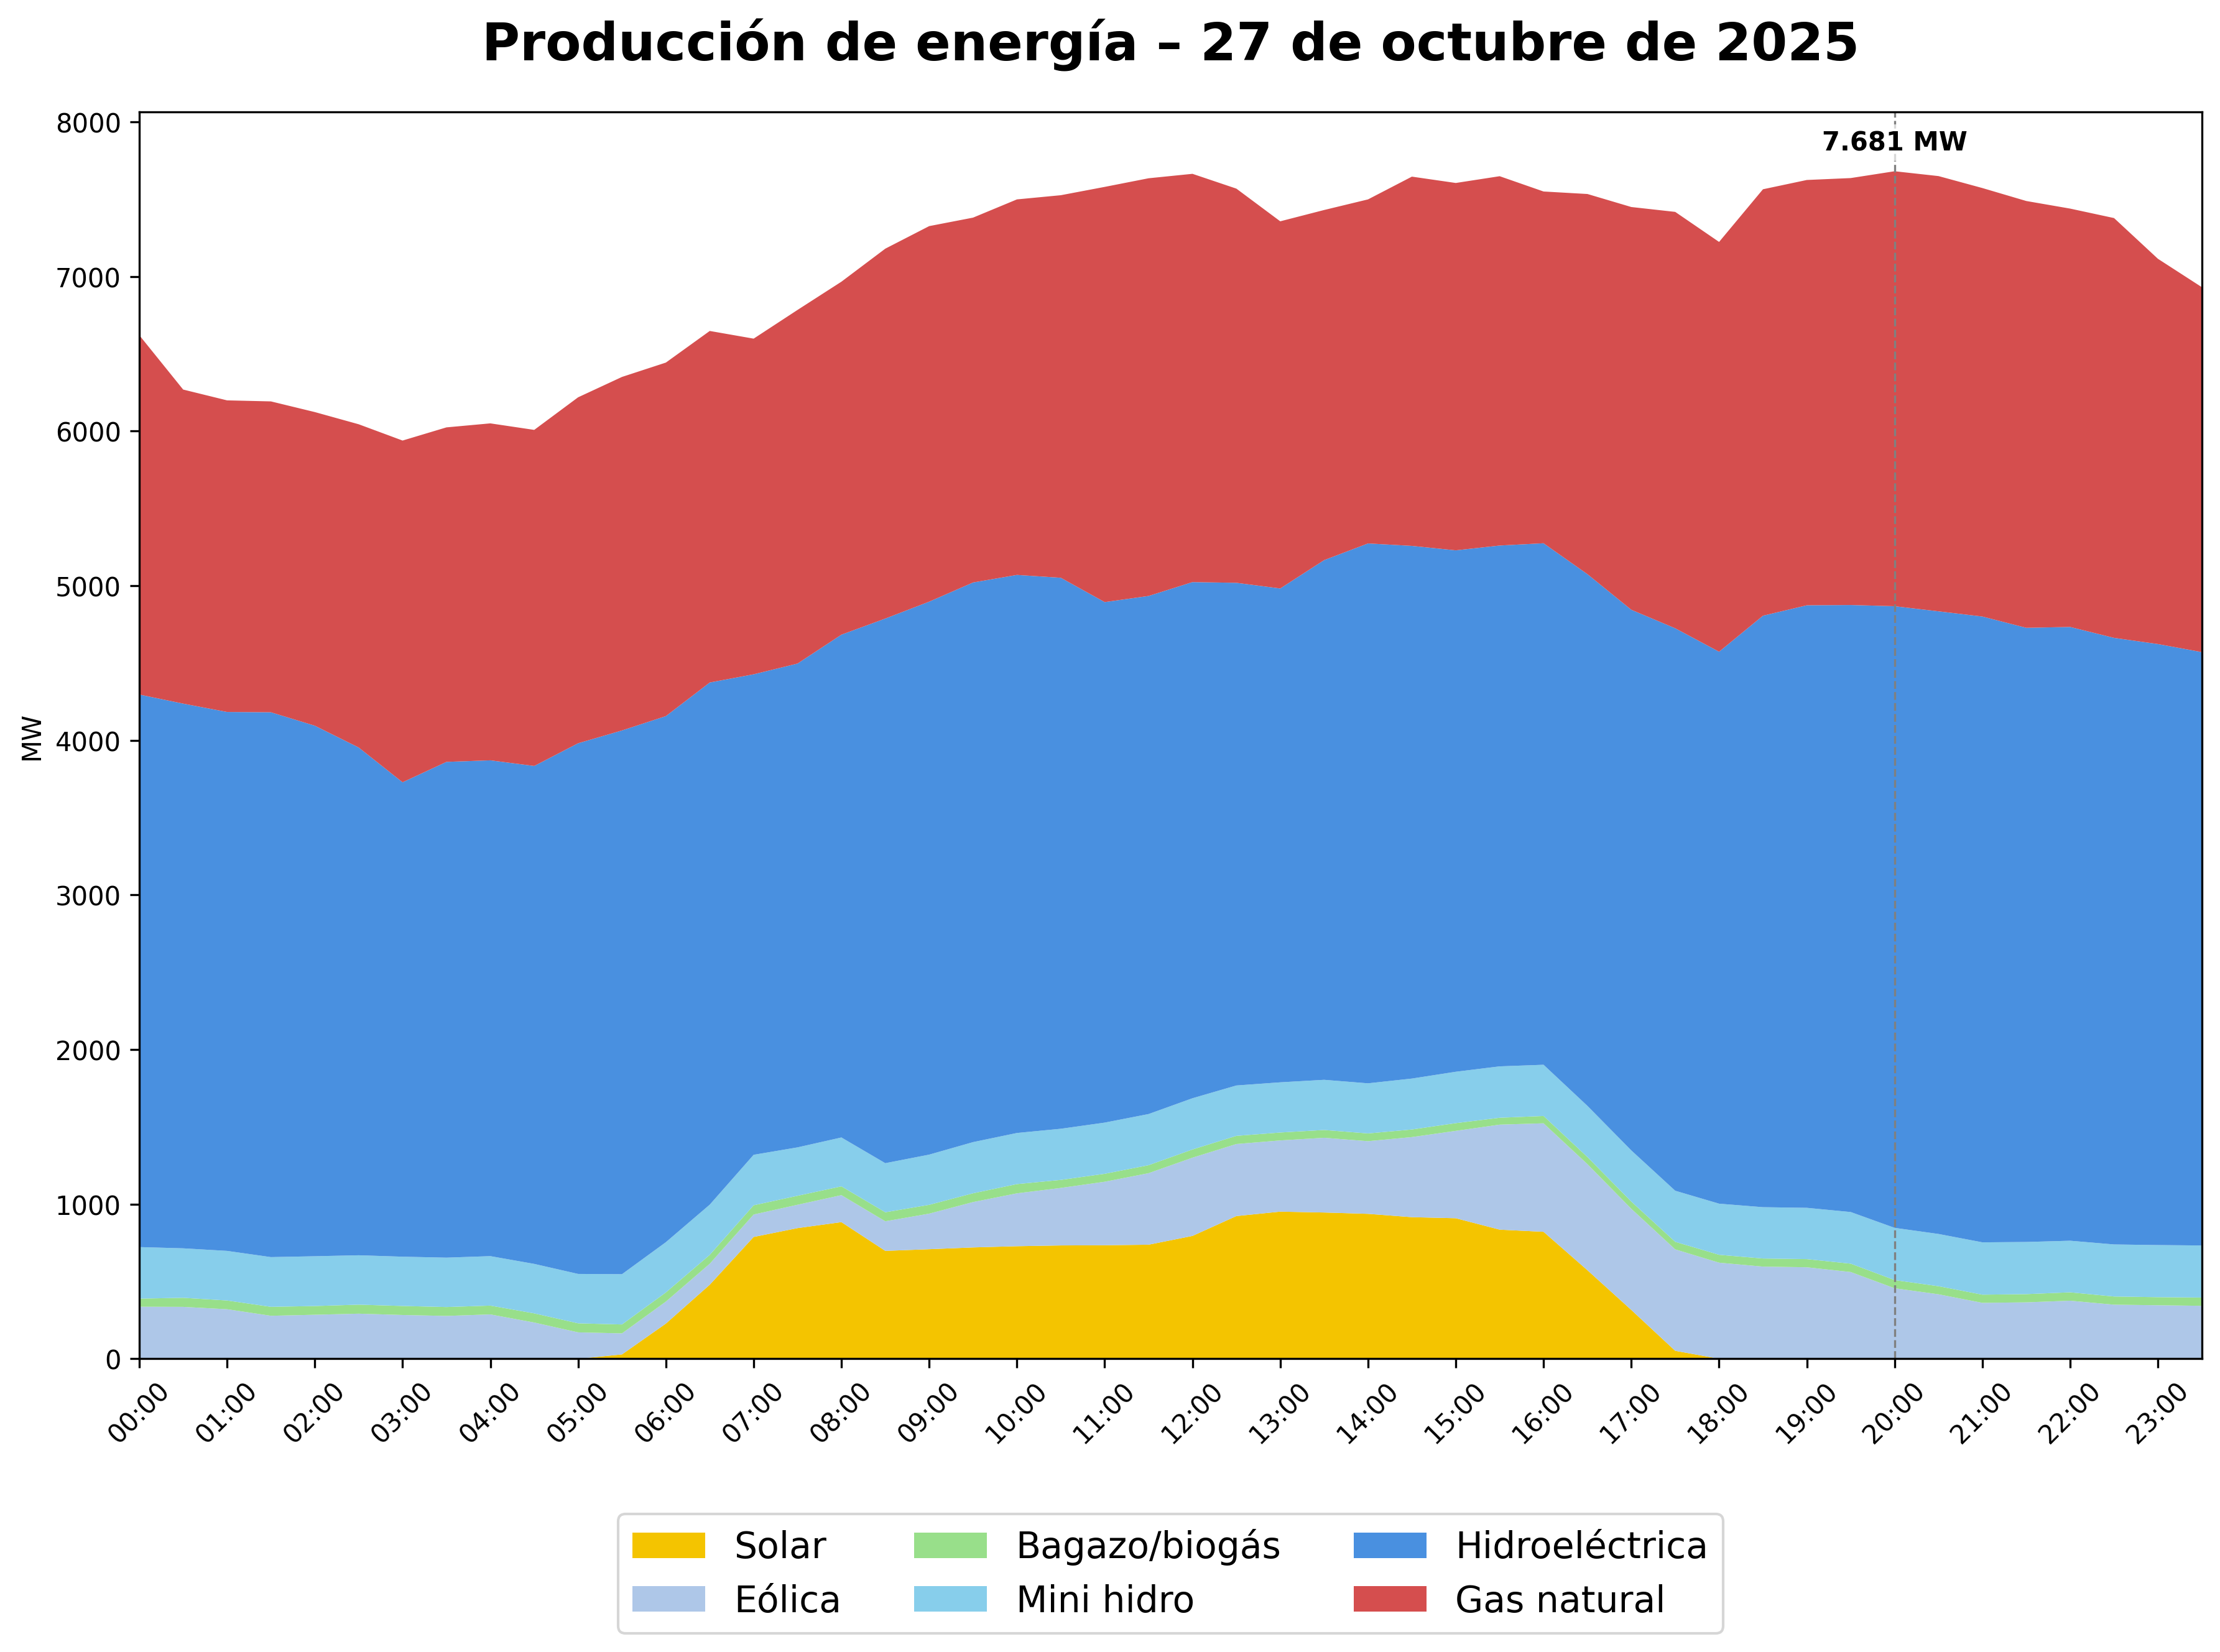 Producción de energía – 27 de octubre de 2025
8000
7.681 MW
7000
6000
5000
4000
MW
3000
2000
1000
0
00:00 01:00 02:00 03:00 04:00 05:00 06:00 07:00 08:00 09:00 10:00 11:00 12:00 13:00 14:00 15:00 16:00 17:00 18:00 19:00 20:00 21:00 22:00 23:00
Solar Bagazo/biogás Hidroeléctrica
Eólica Mini hidro Gas natural